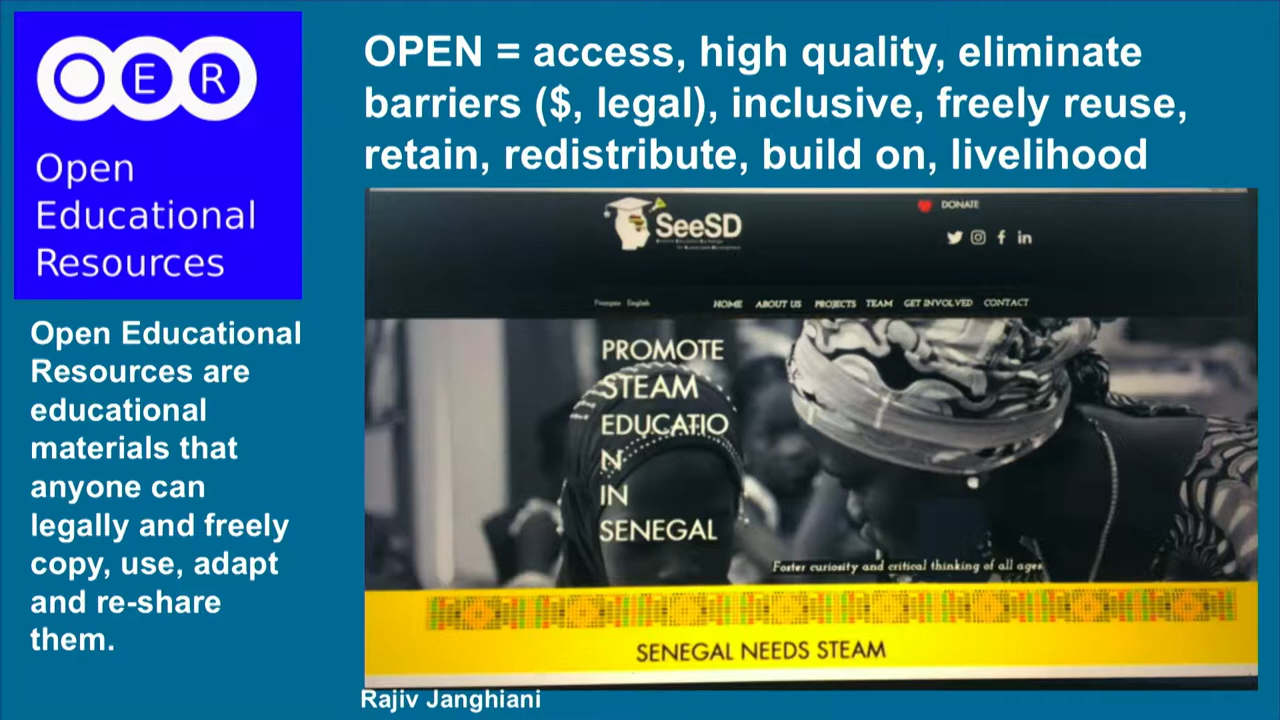 OER
Open
Educational
Resources
Open Educational
Resources are
educational
materials that
anyone can
legally and freely
copy, use, adapt
and re-share
them.
OPEN = access, high quality, eliminate
barriers ($, legal), inclusive, freely reuse,
retain, redistribute, build on, livelihood
SeeSD
DONATE
Français English
HOME ABOUT US PROJECTS TEAM GET INVOLVED CONTACT
PROMOTE
STEAM
EDUCATIO
N
IN
SENEGAL
Foster curiosity and critical thinking of all ages
SENEGAL NEEDS STEAM
Rajiv Janghiani